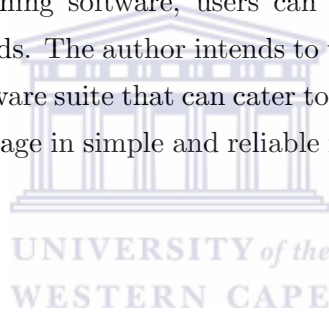 ning software, users can
ds. The author intends to
ware suite that can cater to
age in simple and reliable
UNIVERSITY of the
WESTERN CAPE